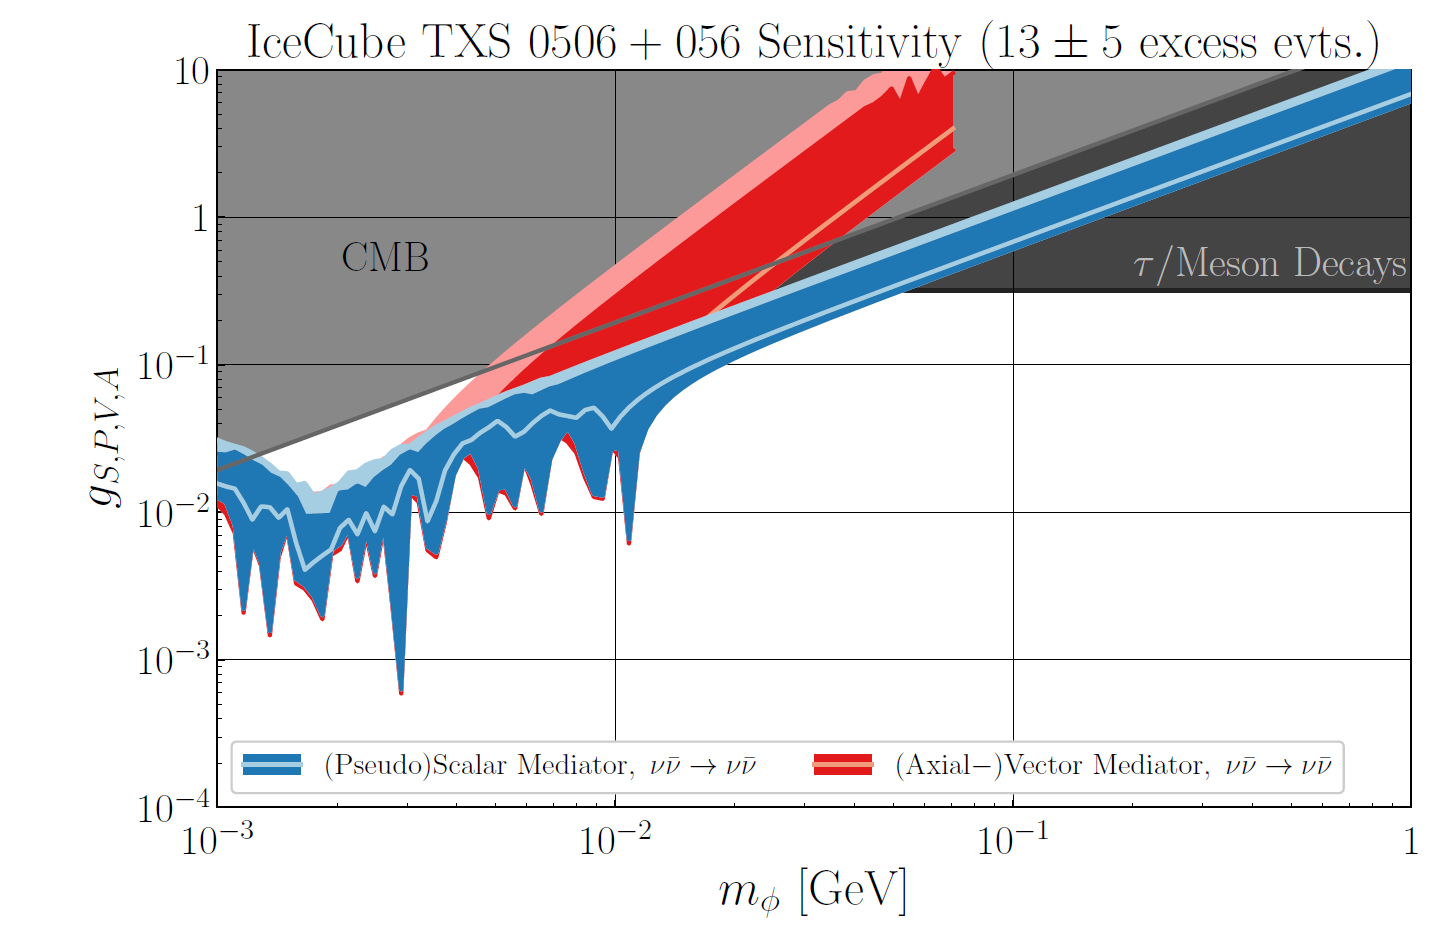 IceCube TXS 0506 + 056 Sensitivity (13 ± 5 excess evts.)
10
1
10⁻¹
10⁻²
10⁻³
10⁻⁴
g_{S,P,V,A}
CMB
τ/Meson Decays
(Pseudo)Scalar Mediator, νν̄ → νν̄
(Axial−)Vector Mediator, νν̄ → νν̄
10⁻³ 10⁻² 10⁻¹ 1
m_ϕ [GeV]